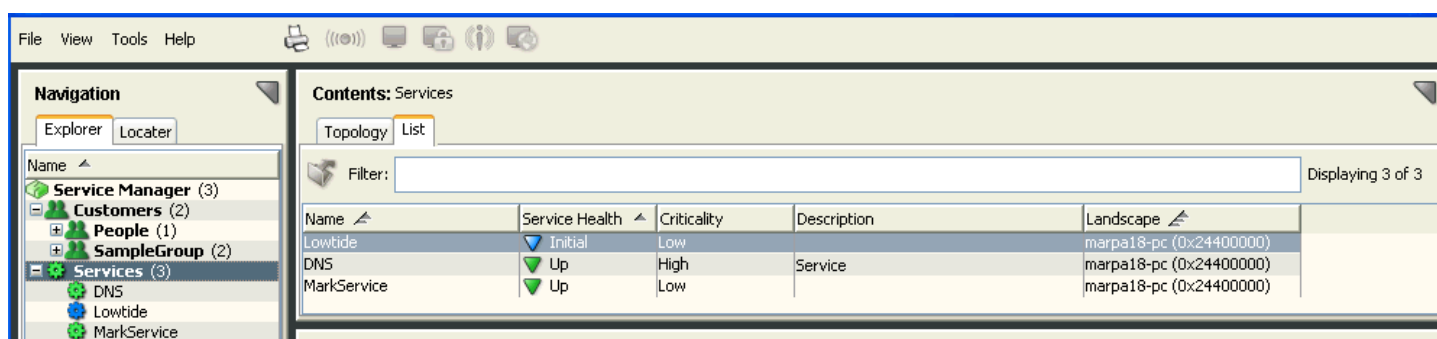 File View Tools Help
Navigation
Explorer Locater
Name
Service Manager (3)
Customers (2)
People (1)
SampleGroup (2)
Services (3)
DNS
Lowtide
MarkService
Contents: Services
Topology List
Filter: Displaying 3 of 3
Name Service Health Criticality Description Landscape
Lowtide Initial Low marpa18-pc (0x24400000)
DNS Up High Service marpa18-pc (0x24400000)
MarkService Up Low marpa18-pc (0x24400000)